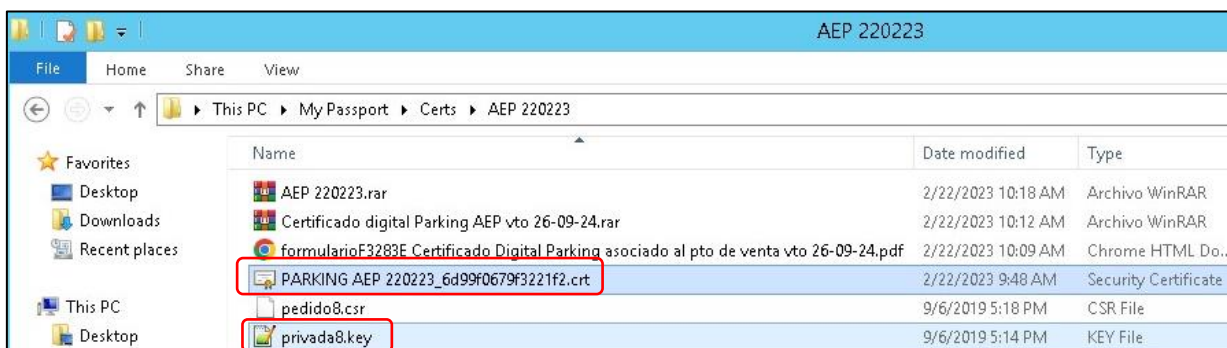 AEP 220223
File Home Share View
This PC ▸ My Passport ▸ Certs ▸ AEP 220223
Favorites
Desktop
Downloads
Recent places
This PC
Desktop
Name Date modified Type
AEP 220223.rar 2/22/2023 10:18 AM Archivo WinRAR
Certificado digital Parking AEP vto 26-09-24.rar 2/22/2023 10:12 AM Archivo WinRAR
formularioF3283E Certificado Digital Parking asociado al pto de venta vto 26-09-24.pdf 2/22/2023 10:09 AM Chrome HTML Do...
PARKING AEP 220223_6d99f0679f3221f2.crt 2/22/2023 9:48 AM Security Certificate
pedido8.csr 9/6/2019 5:18 PM CSR File
privada8.key 9/6/2019 5:14 PM KEY File